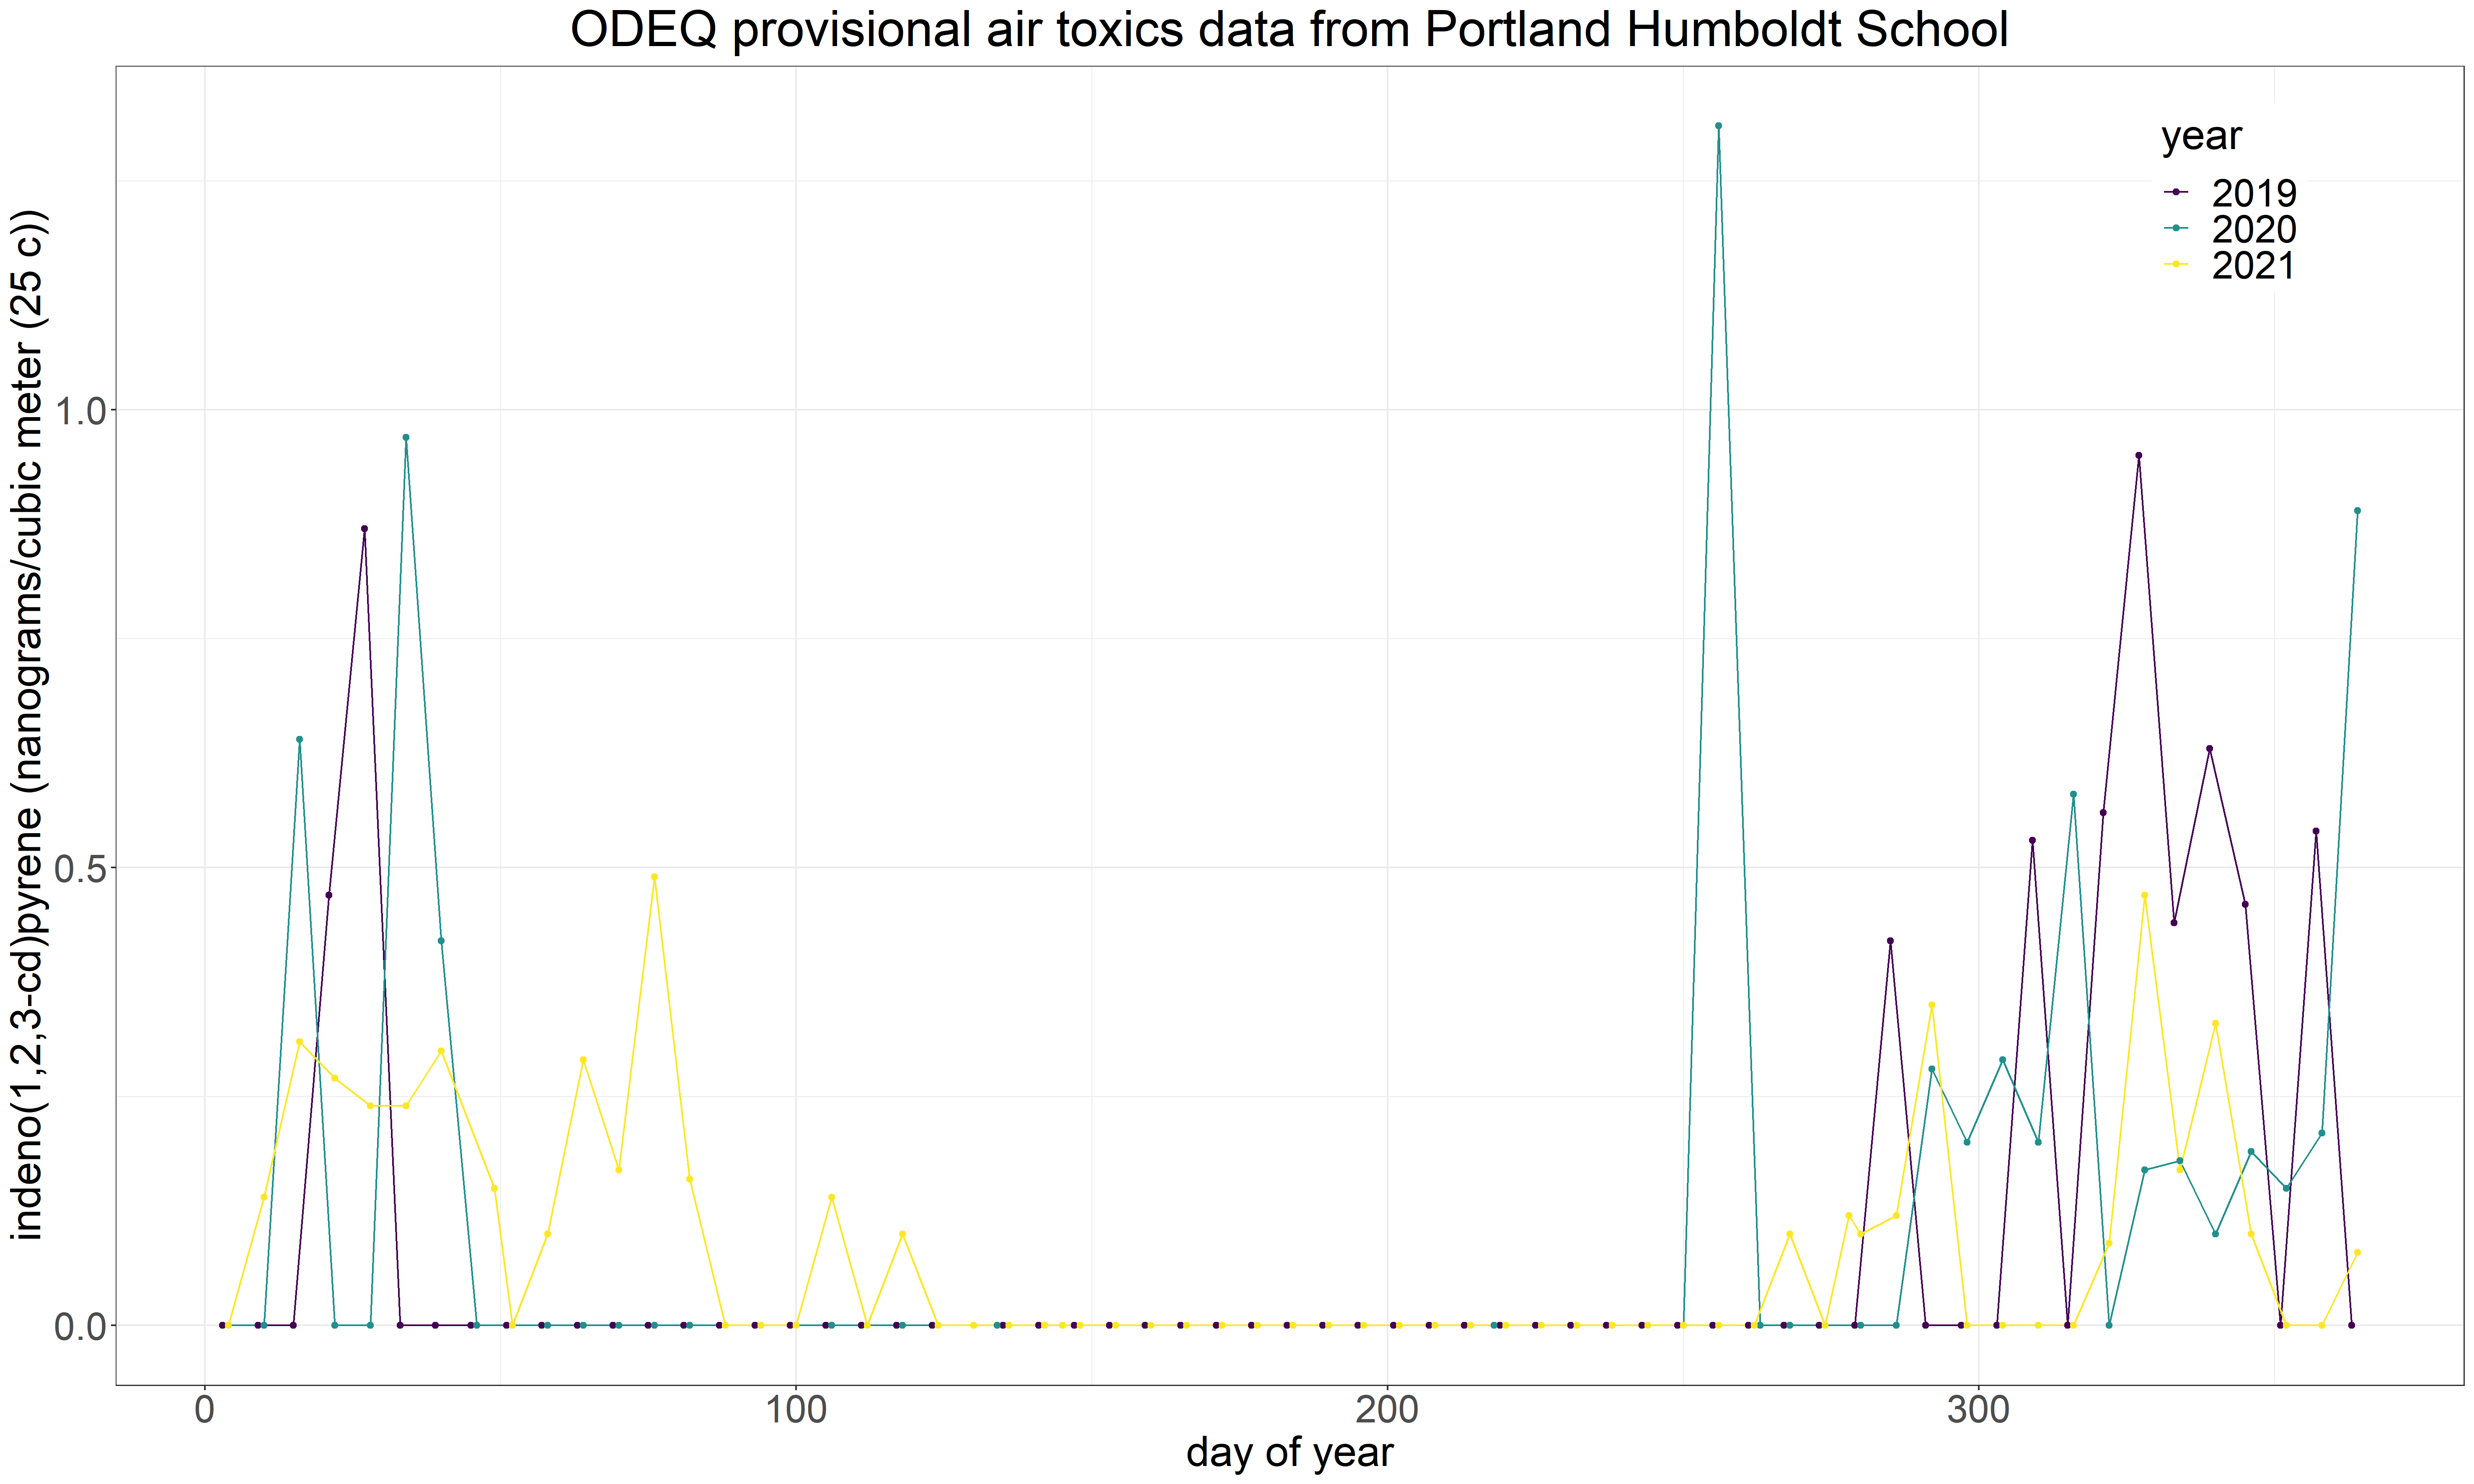 ODEQ provisional air toxics data from Portland Humboldt School
indeno(1,2,3-cd)pyrene (nanograms/cubic meter (25 c))
1.0
0.5
0.0
year
2019
2020
2021
0 100 200 300
day of year